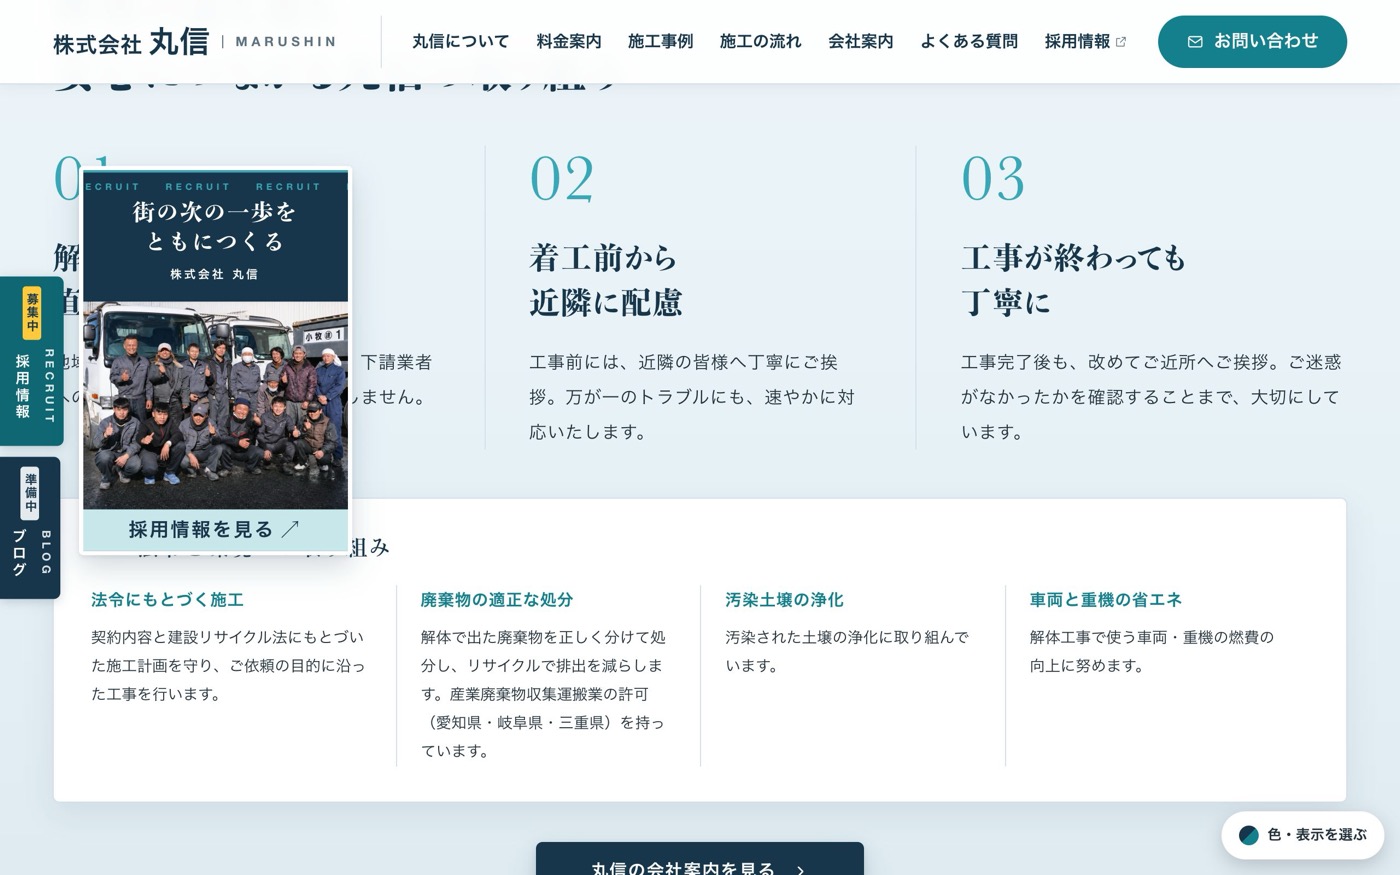 株式会社 丸信 | MARUSHIN
丸信について 料金案内 施工事例 施工の流れ 会社案内 よくある質問 採用情報
お問い合わせ
01
ECRUIT RECRUIT RECRUIT
街の次の一歩を
ともにつくる
株式会社 丸信
小牧
1
採用情報を見る
解
下請業者
しません。
02
着工前から
近隣に配慮
工事前には、近隣の皆様へ丁寧にご挨
拶。万が一のトラブルにも、速やかに対
応いたします。
03
工事が終わっても
丁寧に
工事完了後も、改めてご近所へご挨拶。ご迷惑
がなかったかを確認することまで、大切にして
います。
募集中
採用情報
RECRUIT
準備中
ブログ
BLOG
組み
法令にもとづく施工
契約内容と建設リサイクル法にもとづい
た施工計画を守り、ご依頼の目的に沿っ
た工事を行います。
廃棄物の適正な処分
解体で出た廃棄物を正しく分けて処
分し、リサイクルで排出を減らしま
す。産業廃棄物収集運搬業の許可
（愛知県・岐阜県・三重県）を持っ
ています。
汚染土壌の浄化
汚染された土壌の浄化に取り組んで
います。
車両と重機の省エネ
解体工事で使う車両・重機の燃費の
向上に努めます。
丸信の会社案内を見る
色・表示を選ぶ